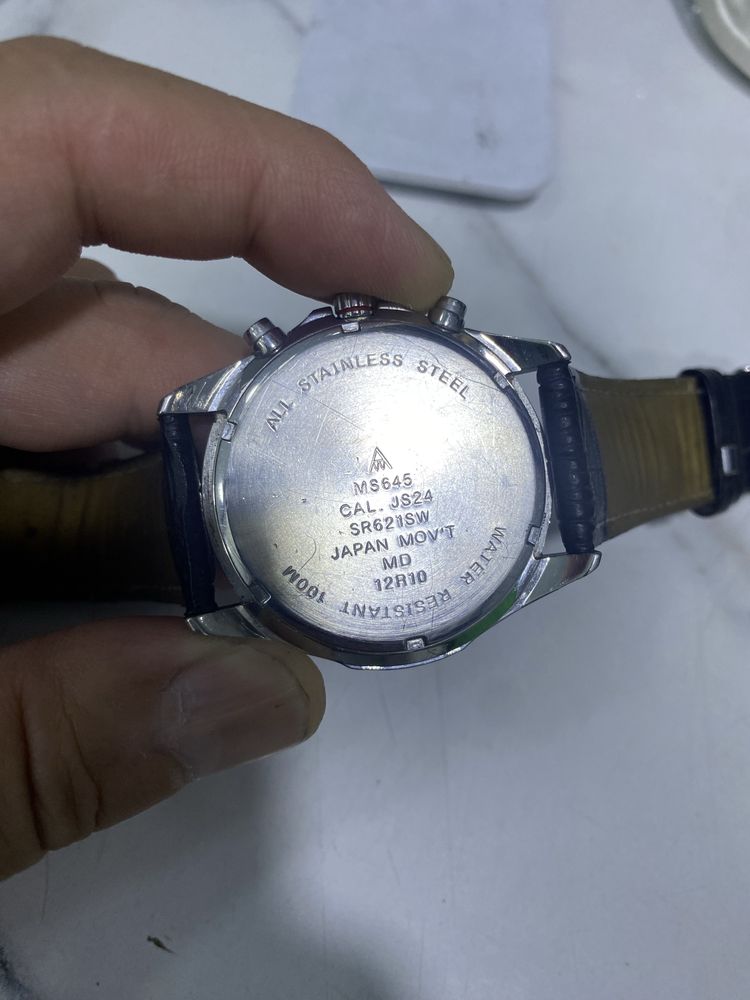 ALL STAINLESS STEEL
MS645
CAL. JS24
SR621SW
JAPAN MOV'T
MD
12R10
WATER RESISTANT 100M